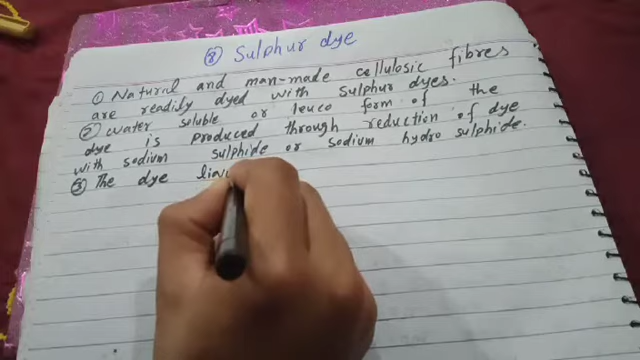 ⑧ Sulphur dye
① Natural and man-made cellulosic fibres
are readily dyed with sulphur dyes.
② Water soluble or leuco form of the
dye is produced through reduction of dye
with sodium sulphide or sodium hydro sulphide.
③ The dye